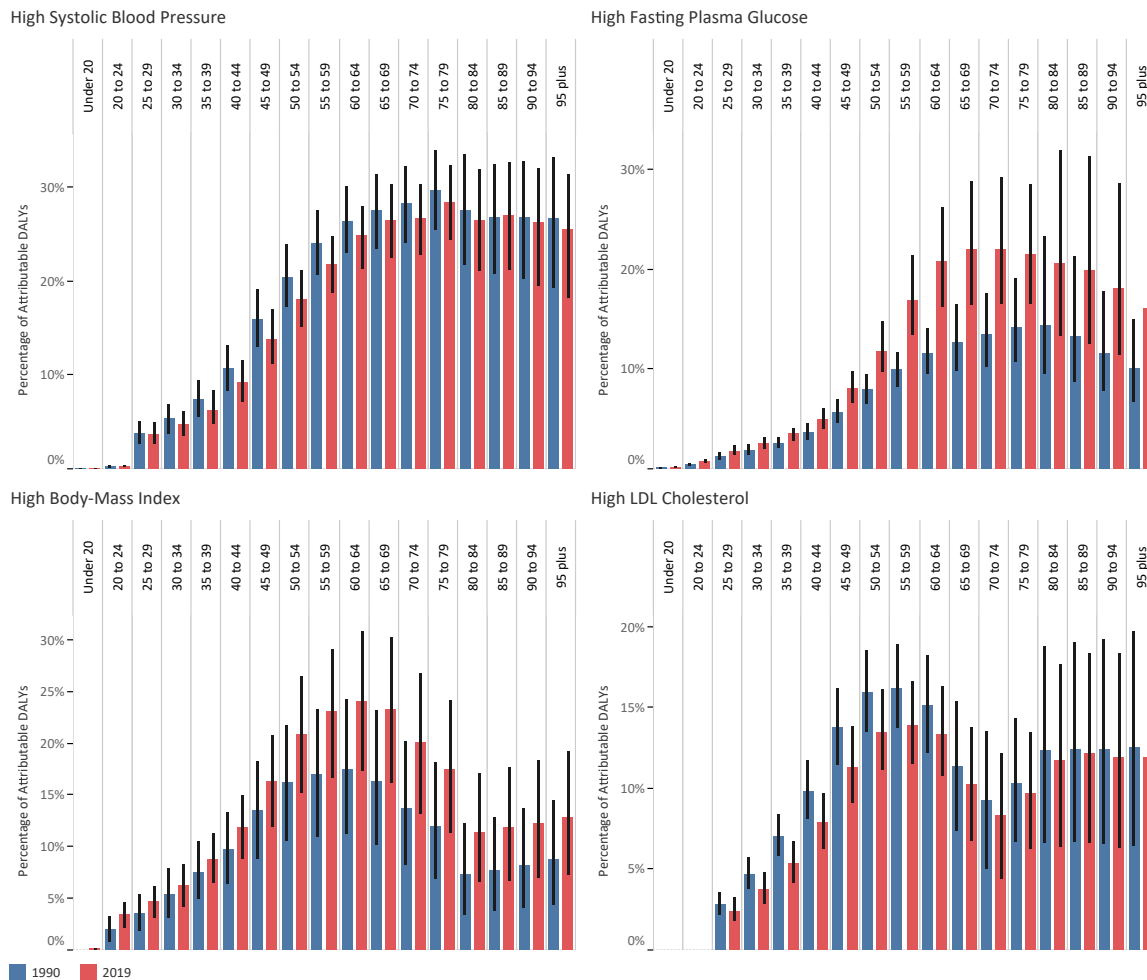 High Systolic Blood Pressure
Under 20
20 to 24
25 to 29
30 to 34
35 to 39
40 to 44
45 to 49
50 to 54
55 to 59
60 to 64
65 to 69
70 to 74
75 to 79
80 to 84
85 to 89
90 to 94
95 plus
Percentage of Attributable DALYs
30%
20%
10%
0%
High Fasting Plasma Glucose
Under 20
20 to 24
25 to 29
30 to 34
35 to 39
40 to 44
45 to 49
50 to 54
55 to 59
60 to 64
65 to 69
70 to 74
75 to 79
80 to 84
85 to 89
90 to 94
95 plus
Percentage of Attributable DALYs
30%
20%
10%
0%
High Body-Mass Index
Under 20
20 to 24
25 to 29
30 to 34
35 to 39
40 to 44
45 to 49
50 to 54
55 to 59
60 to 64
65 to 69
70 to 74
75 to 79
80 to 84
85 to 89
90 to 94
95 plus
Percentage of Attributable DALYs
30%
25%
20%
15%
10%
5%
0%
High LDL Cholesterol
Under 20
20 to 24
25 to 29
30 to 34
35 to 39
40 to 44
45 to 49
50 to 54
55 to 59
60 to 64
65 to 69
70 to 74
75 to 79
80 to 84
85 to 89
90 to 94
95 plus
Percentage of Attributable DALYs
20%
15%
10%
5%
0%
1990 2019